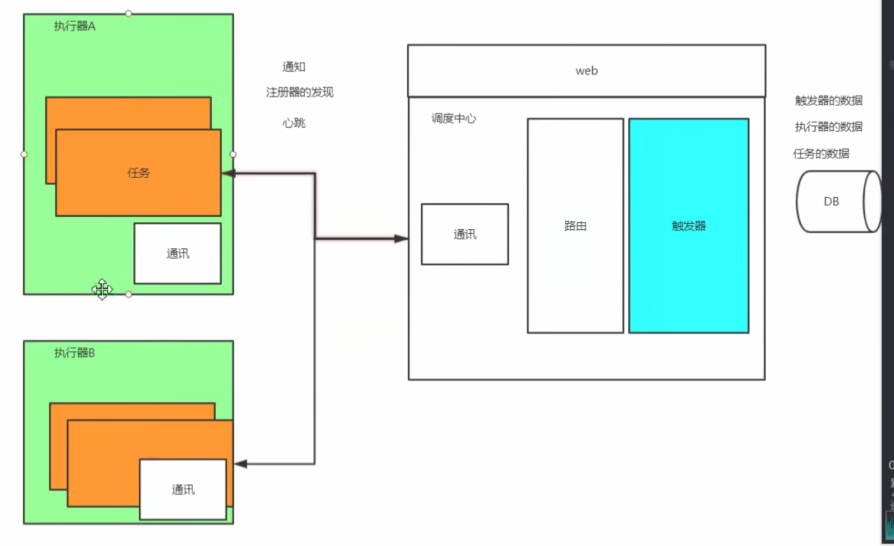 执行器A
任务
通讯
通知
注册器的发现
心跳
web
调度中心
通讯
路由
触发器
触发器的数据
执行器的数据
任务的数据
DB
执行器B
通讯